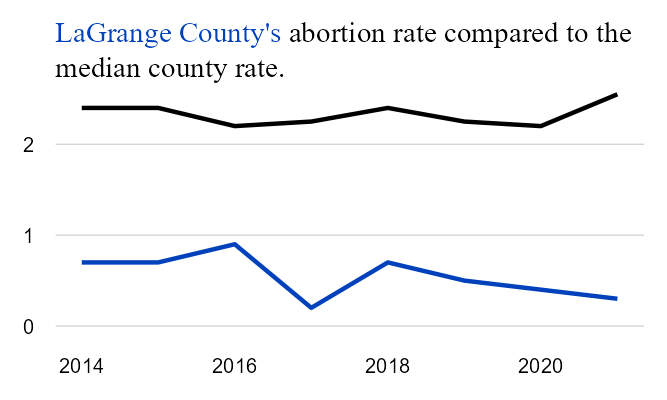 LaGrange County's abortion rate compared to the
median county rate.
2
1
0
2014 2016 2018 2020